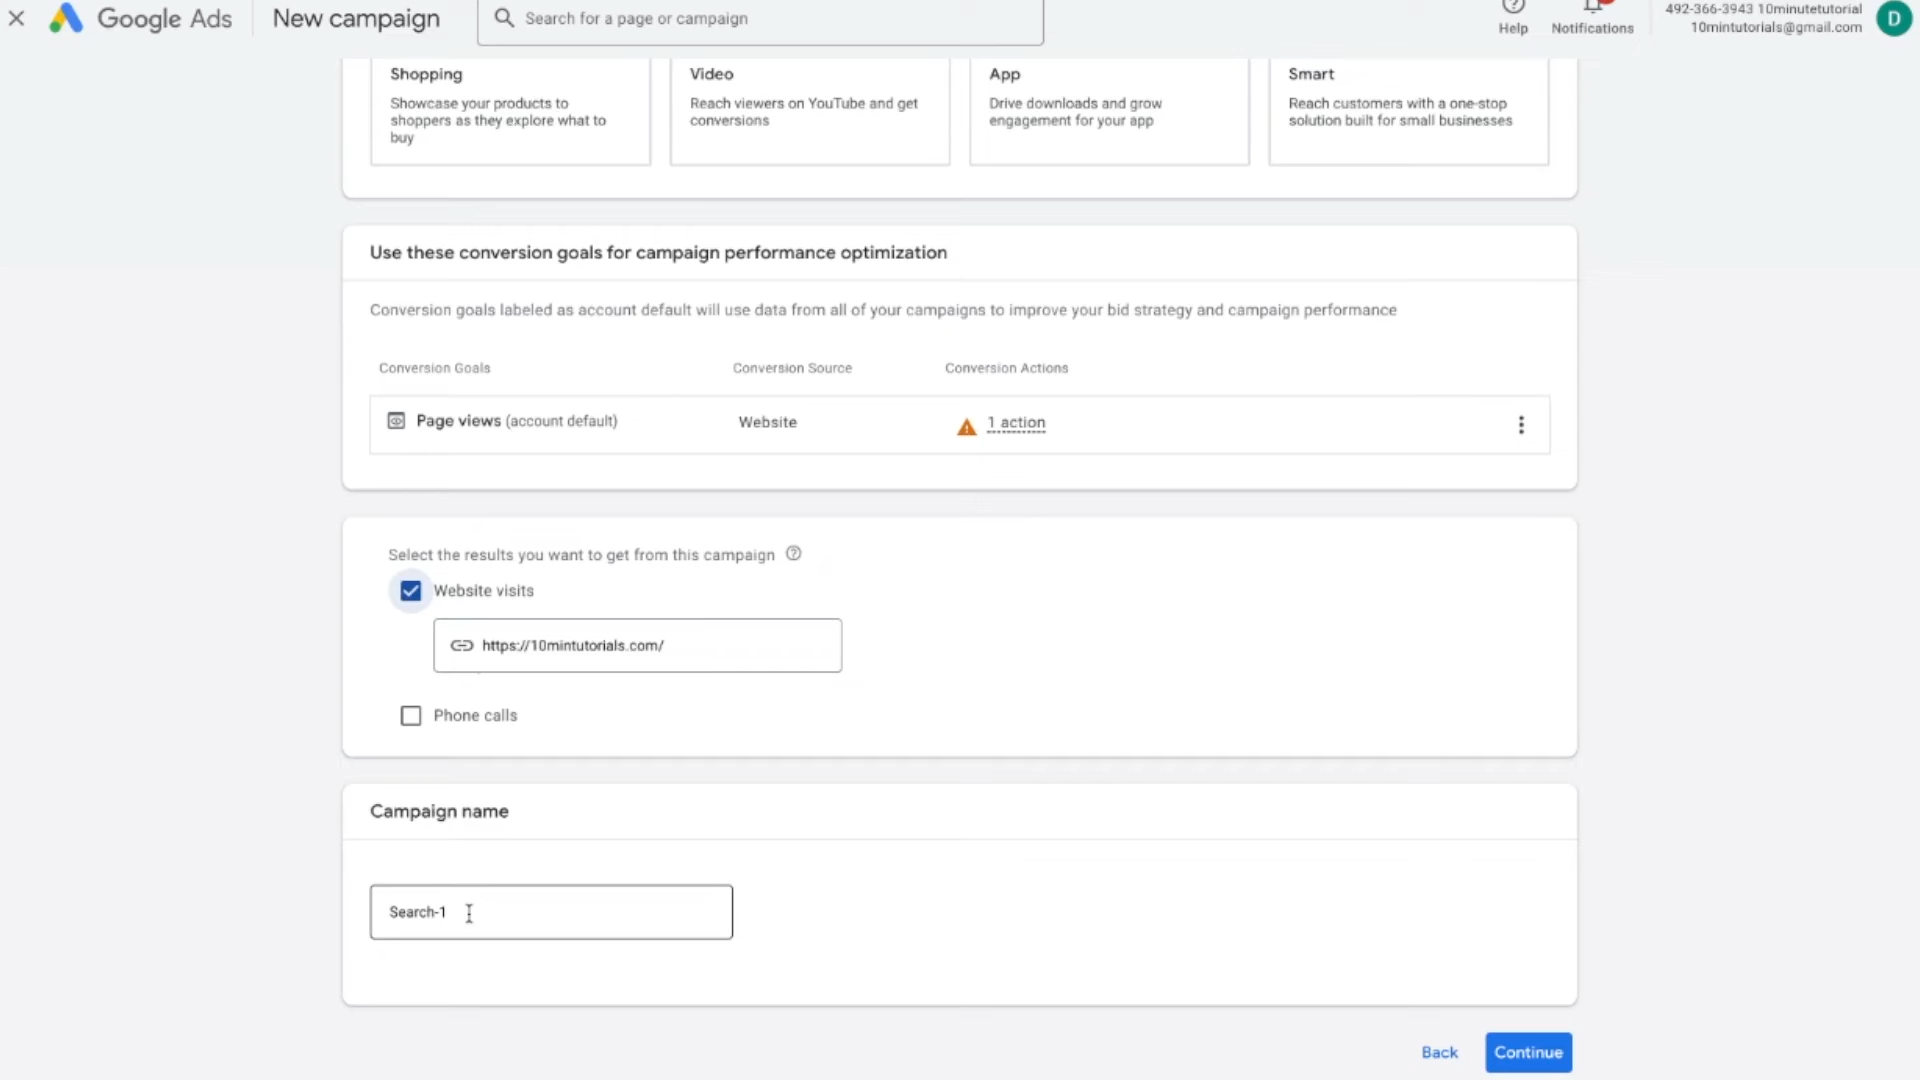 Google Ads
New campaign
Search for a page or campaign
Help
Notifications
492-366-3943 10minutetutorial
10mintutorials@gmail.com
D
Shopping
Showcase your products to
shoppers as they explore what to
buy
Video
Reach viewers on YouTube and get
conversions
App
Drive downloads and grow
engagement for your app
Smart
Reach customers with a one-stop
solution built for small businesses
Use these conversion goals for campaign performance optimization
Conversion goals labeled as account default will use data from all of your campaigns to improve your bid strategy and campaign performance
Conversion Goals
Conversion Source
Conversion Actions
Page views (account default)
Website
1 action
Select the results you want to get from this campaign
Website visits
https://10mintutorials.com/
Phone calls
Campaign name
Search-1
Back
Continue